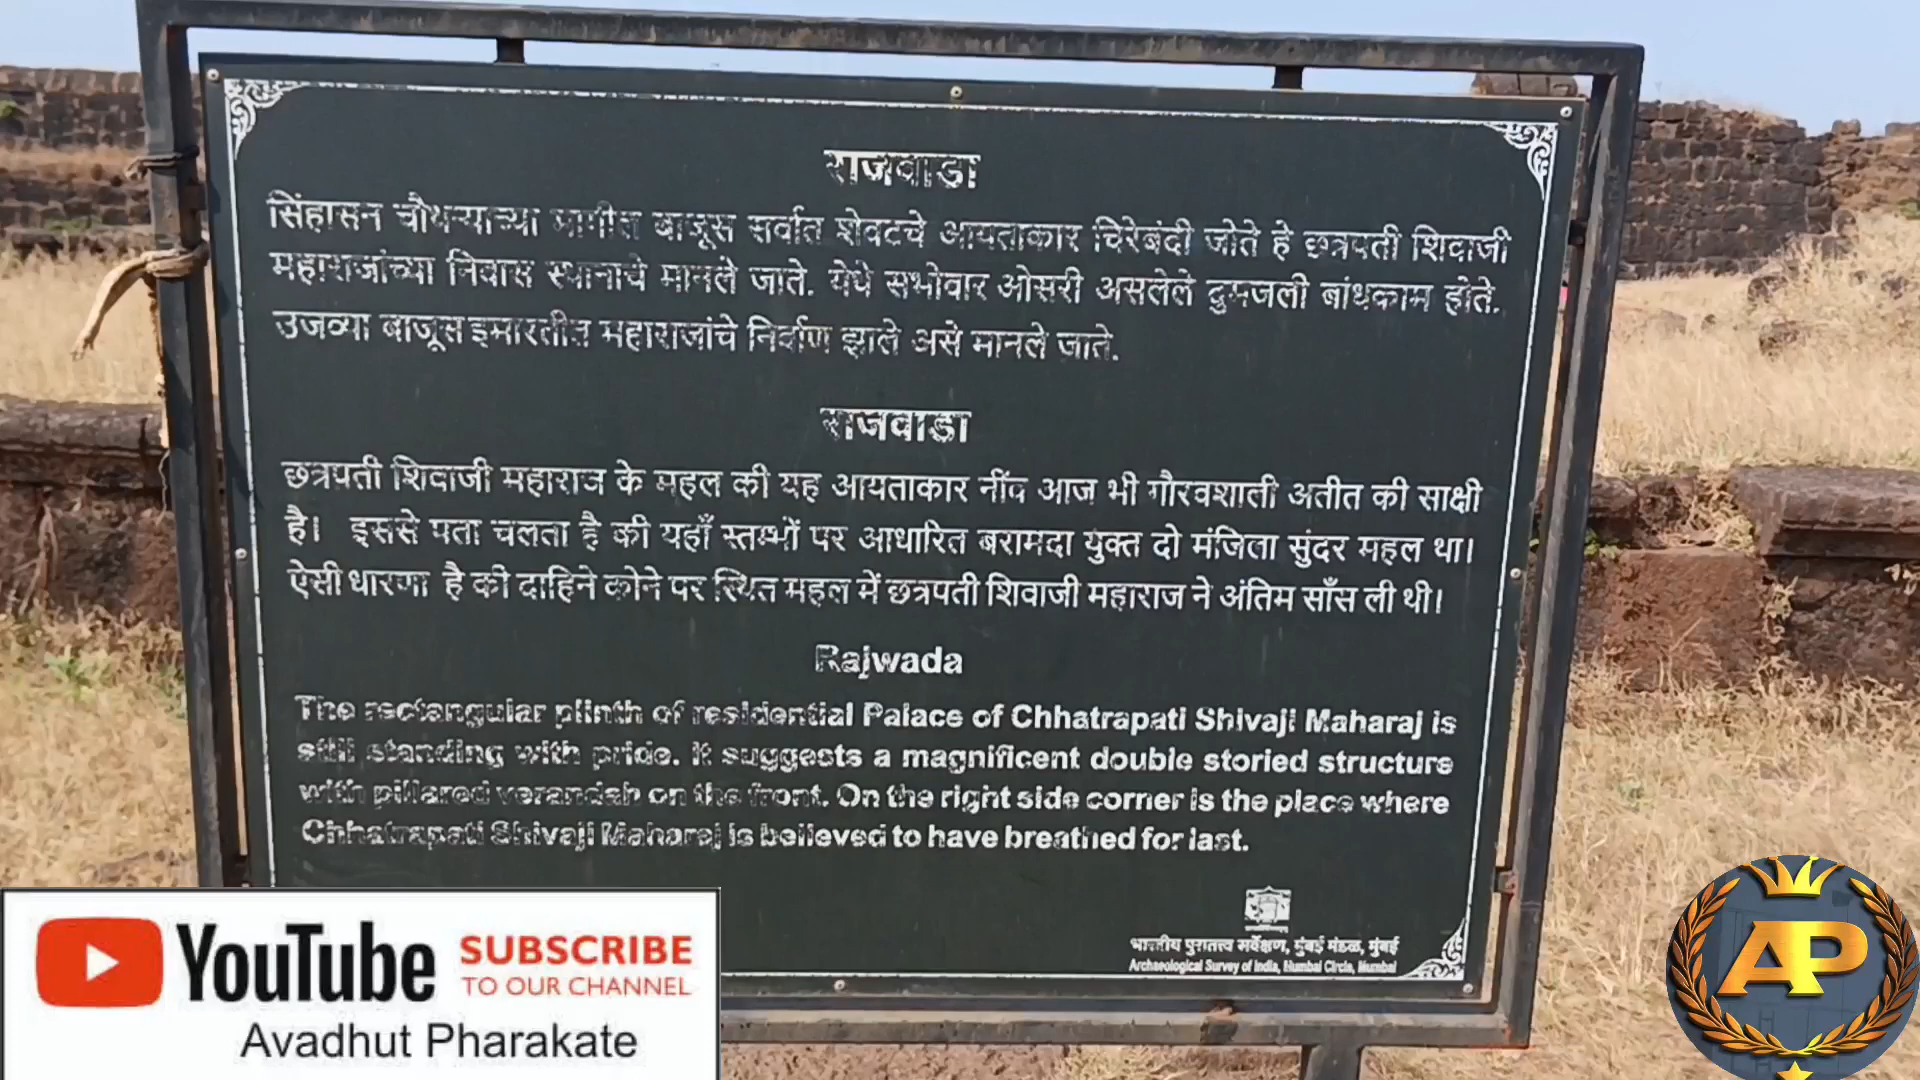 राजवाडा
सिंहासन चौथऱ्याच्या मागील बाजूस सर्वात शेवटचे आयताकार चिरेबंदी जोते हे छत्रपती शिवाजी
महाराजांच्या निवास स्थानाचे मानले जाते. येथे सभोवार ओसरी असलेले दुमजली बांधकाम होते.
उजव्या बाजूस इमारतीत महाराजांचे निर्वाण झाले असे मानले जाते.
राजवाडा
छत्रपती शिवाजी महाराज के महल की यह आयताकार नींव आज भी गौरवशाली अतीत की साक्षी
है। इससे पता चलता है की यहाँ स्तम्भों पर आधारित बरामदा युक्त दो मंजिला सुंदर महल था।
ऐसी धारणा है की दाहिने कोने पर स्थित महल में छत्रपती शिवाजी महाराज ने अंतिम साँस ली थी।
Rajwada
The rectangular plinth of residential Palace of Chhatrapati Shivaji Maharaj is
still standing with pride. It suggests a magnificent double storied structure
with pillared verandah on the front. On the right side corner is the place where
Chhatrapati Shivaji Maharaj is believed to have breathed for last.
भारतीय पुरातत्त्व सर्वेक्षण, मुंबई मंडळ, मुंबई
Archaeological Survey of India, Mumbai Circle, Mumbai
YouTube SUBSCRIBE
TO OUR CHANNEL
Avadhut Pharakate
AP